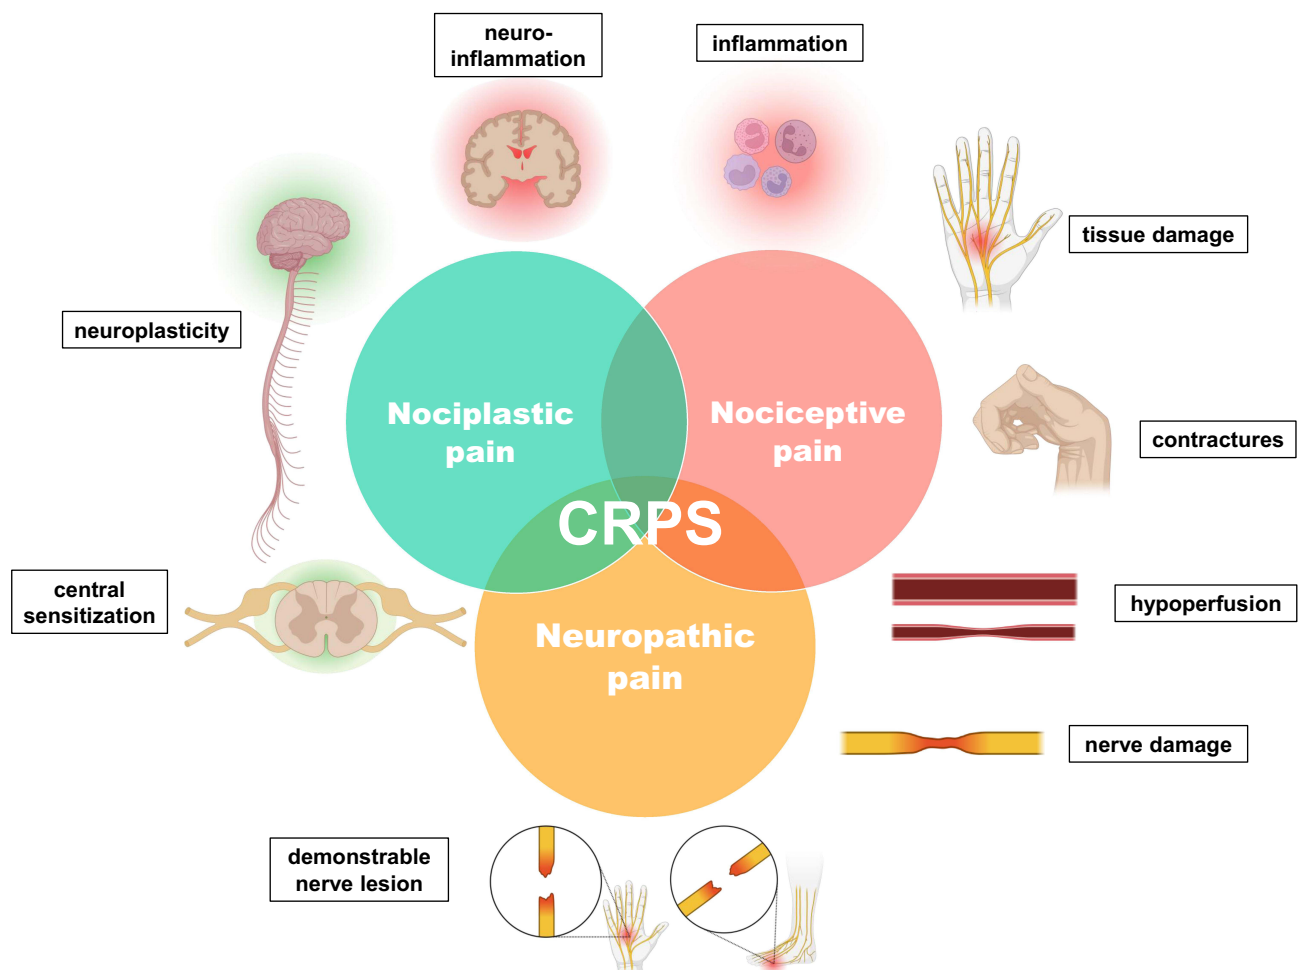 neuro-
inflammation
inflammation
tissue damage
neuroplasticity
Nociplastic
pain
Nociceptive
pain
contractures
CRPS
central
sensitization
hypoperfusion
Neuropathic
pain
nerve damage
demonstrable
nerve lesion